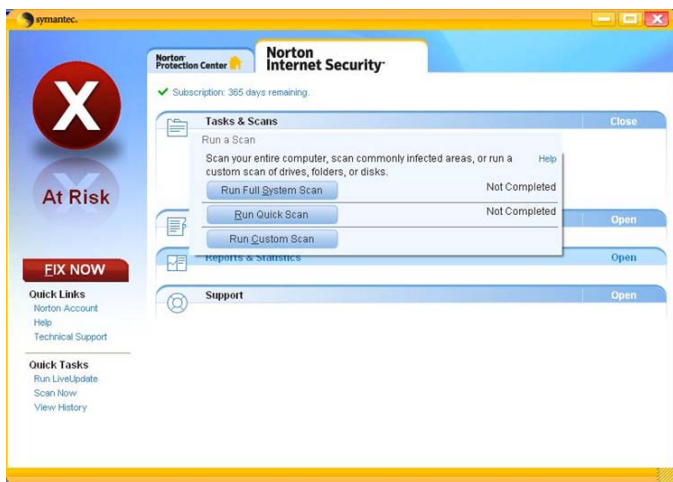 symantec.
Norton
Protection Center
Norton
Internet Security
Subscription: 365 days remaining.
X
At Risk
FIX NOW
Quick Links
Norton Account
Help
Technical Support
Quick Tasks
Run LiveUpdate
Scan Now
View History
Tasks & Scans Close
Run a Scan
Scan your entire computer, scan commonly infected areas, or run a Help
custom scan of drives, folders, or disks.
Run Full System Scan Not Completed
Run Quick Scan Not Completed
Run Custom Scan
Open
Reports & Statistics Open
Support Open